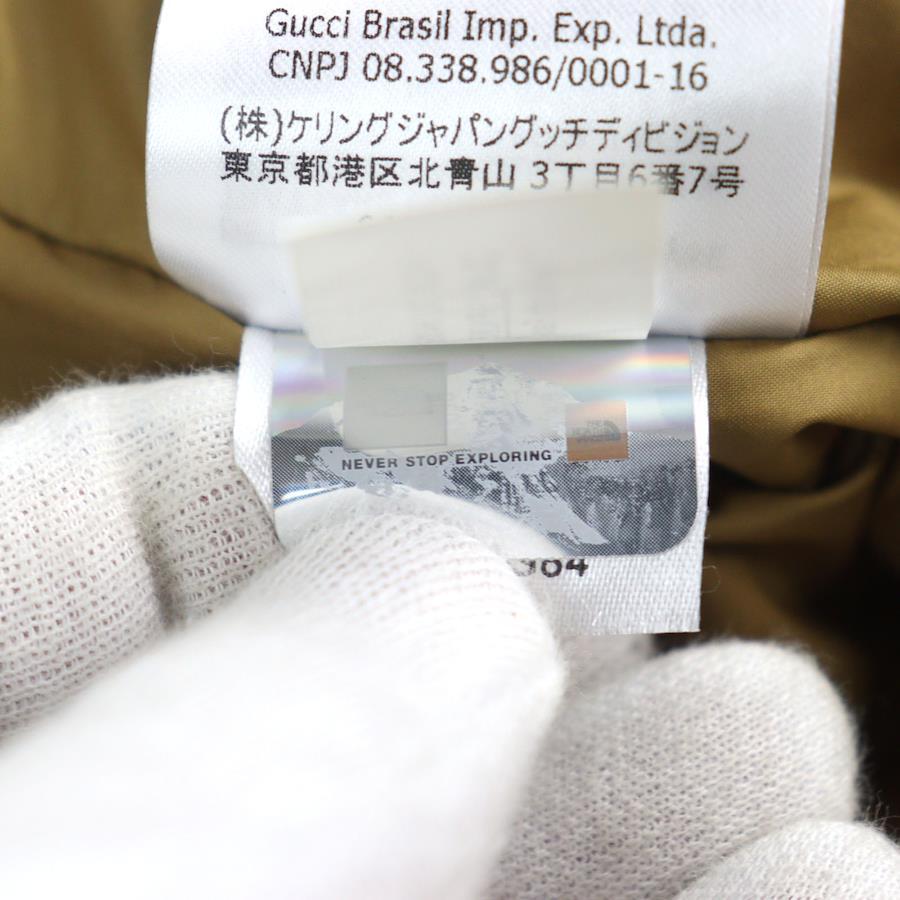 Gucci Brasil Imp. Exp. Ltda.
CNPJ 08.338.986/0001-16
(株)ケリングジャパングッチディビジョン
東京都港区北青山 3丁目6番7号
NEVER STOP EXPLORING